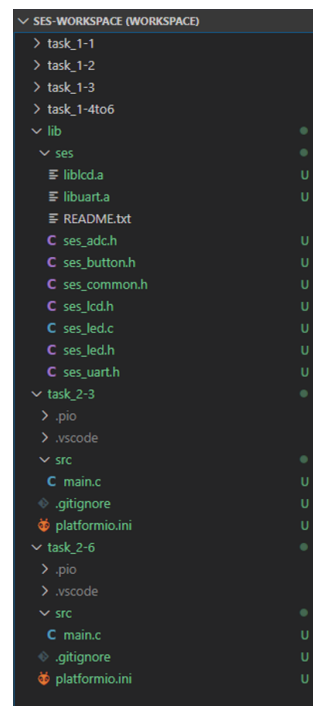 SES-WORKSPACE (WORKSPACE)
task_1-1
task_1-2
task_1-3
task_1-4to6
lib
ses
liblcd.a U
libuart.a U
README.txt
C ses_adc.h U
C ses_button.h U
C ses_common.h U
C ses_lcd.h U
C ses_led.c U
C ses_led.h U
C ses_uart.h U
task_2-3
.pio
.vscode
src
C main.c U
.gitignore U
platformio.ini U
task_2-6
.pio
.vscode
src
C main.c U
.gitignore U
platformio.ini U